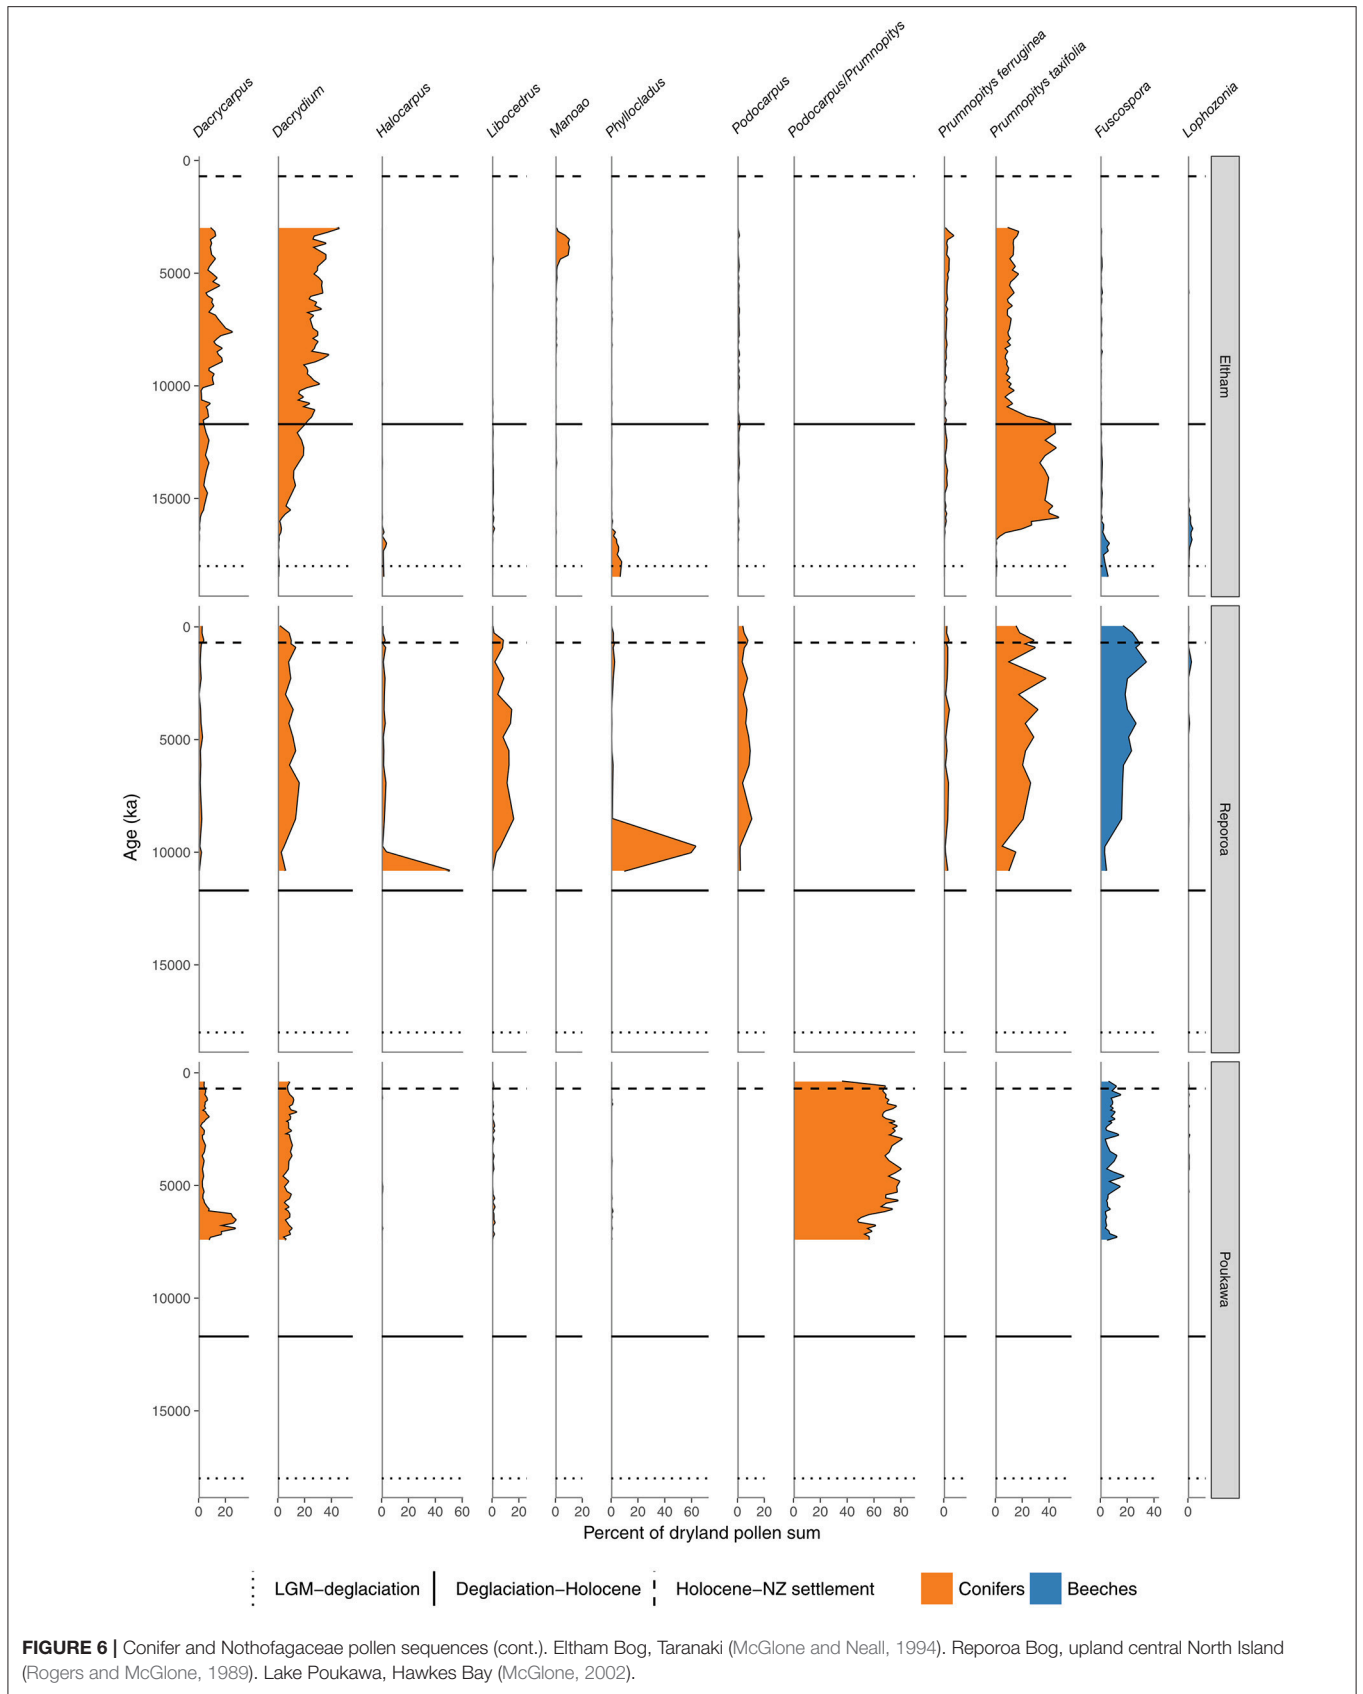 Dacrycarpus
Dacrydium
Halocarpus
Libocedrus
Manoao
Phyllocladus
Podocarpus
Podocarpus/Prumnopitys
Prumnopitys ferruginea
Prumnopitys taxifolia
Fuscospora
Lophozonia
0
5000
10000
15000
Eltham
0
5000
10000
15000
Reporoa
Age (ka)
0
5000
10000
15000
Poukawa
0 20 0 20 40 0 20 40 60 0 20 0 20 0 20 40 60 0 20 0 20 40 60 80 0 0 20 40 0 20 40 0
Percent of dryland pollen sum
LGM–deglaciation Deglaciation–Holocene Holocene–NZ settlement Conifers Beeches
FIGURE 6 | Conifer and Nothofagaceae pollen sequences (cont.). Eltham Bog, Taranaki (McGlone and Neall, 1994). Reporoa Bog, upland central North Island
(Rogers and McGlone, 1989). Lake Poukawa, Hawkes Bay (McGlone, 2002).